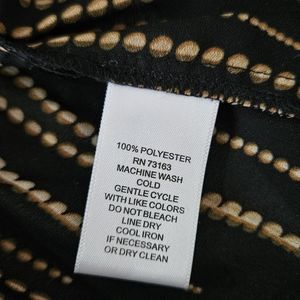 100% POLYESTER
RN 73163
MACHINE WASH
COLD
GENTLE CYCLE
WITH LIKE COLORS
DO NOT BLEACH
LINE DRY
COOL IRON
IF NECESSARY
OR DRY CLEAN